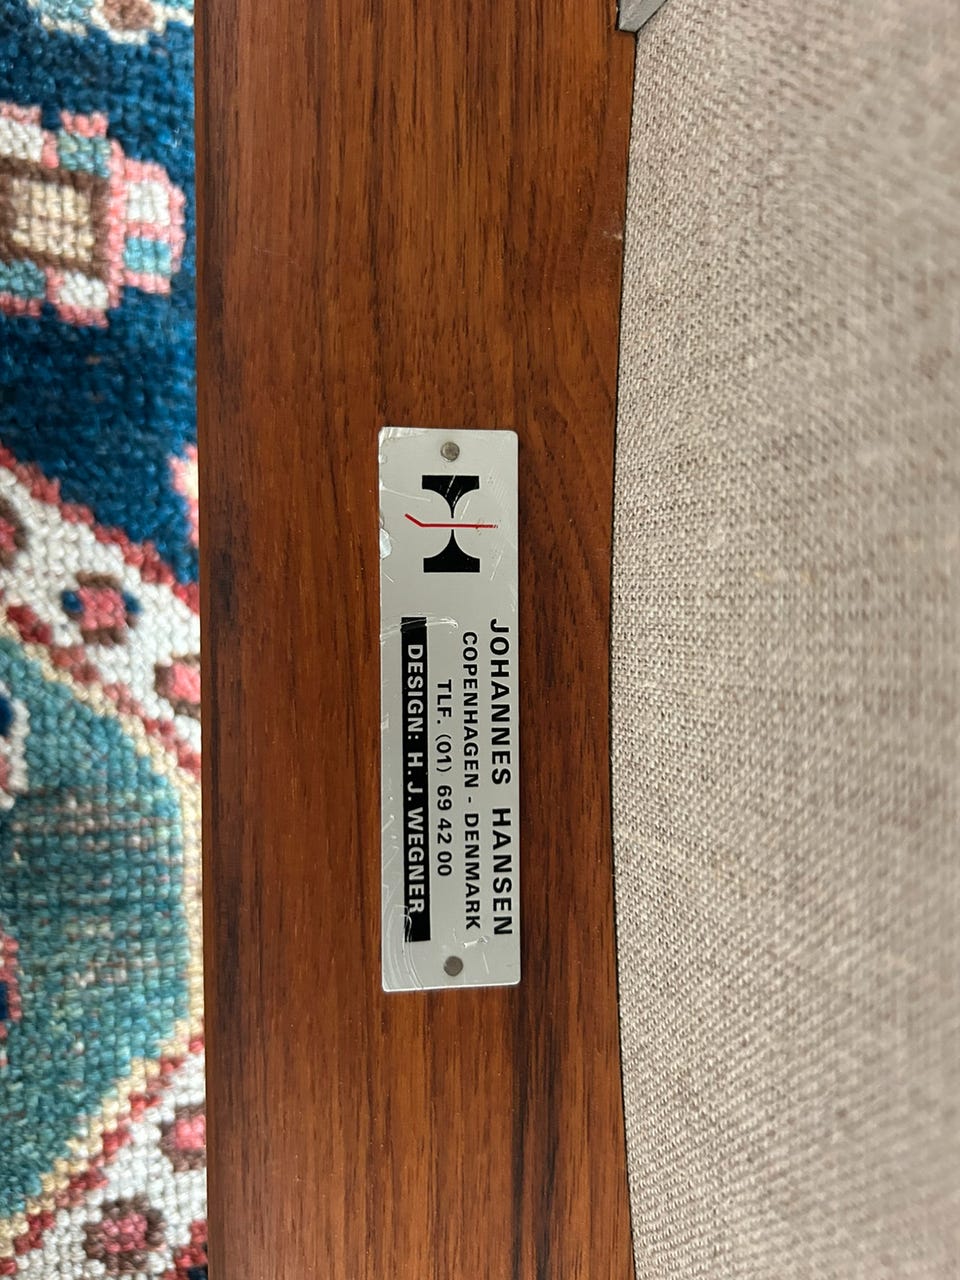 JOHANNES HANSEN
COPENHAGEN - DENMARK
TLF. (01) 69 42 00
DESIGN: H. J. WEGNER